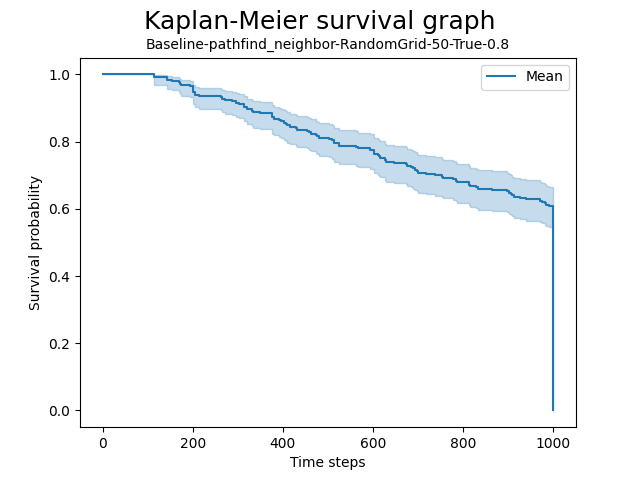 Kaplan-Meier survival graph
Baseline-pathfind_neighbor-RandomGrid-50-True-0.8
Mean
1.0
0.8
0.6
0.4
0.2
0.0
Survival probability
0
200
400
600
800
1000
Time steps